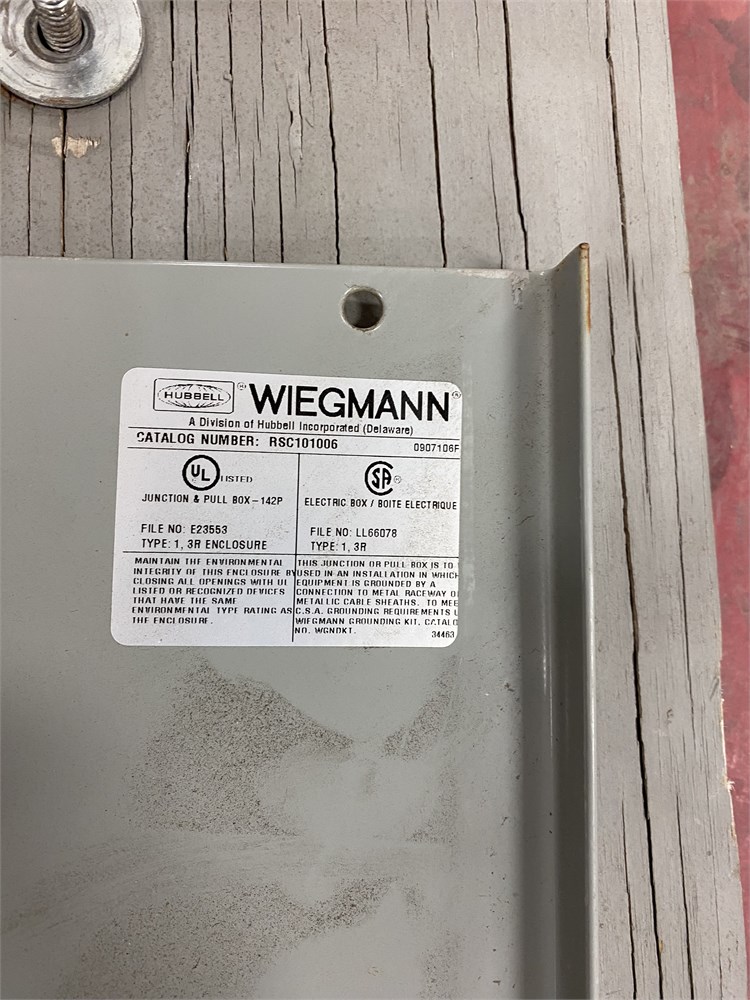 HUBBELL ® WIEGMANN ®
A Division of Hubbell Incorporated (Delaware)
CATALOG NUMBER: RSC101006 0907106F
UL LISTED
JUNCTION & PULL BOX-142P
FILE NO: E23553
TYPE: 1, 3R ENCLOSURE
SA ®
ELECTRIC BOX / BOITE ELECTRIQUE
FILE NO: LL66078
TYPE: 1, 3R
MAINTAIN THE ENVIRONMENTAL
INTEGRITY OF THIS ENCLOSURE BY
CLOSING ALL OPENINGS WITH UL
LISTED OR RECOGNIZED DEVICES
THAT HAVE THE SAME
ENVIRONMENTAL TYPE RATING AS
THE ENCLOSURE.
THIS JUNCTION OR PULL BOX IS TO
USED IN AN INSTALLATION IN WHICH
EQUIPMENT IS GROUNDED BY A
CONNECTION TO METAL RACEWAY O
METALLIC CABLE SHEATHS. TO MEE
C.S.A. GROUNDING REQUIREMENTS U
WIEGMANN GROUNDING KIT, CATALO
NO. WGNDKT. 34463